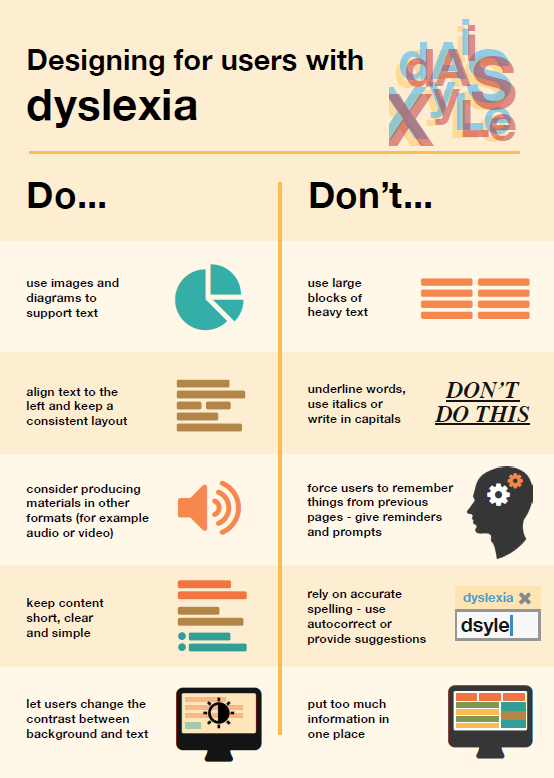 Designing for users with
dyslexia
d A i i S
X y L e
Do...
Don't...
use images and
diagrams to
support text
use large
blocks of
heavy text
align text to the
left and keep a
consistent layout
underline words,
use italics or
write in capitals
DON'T
DO THIS
consider producing
materials in other
formats (for example
audio or video)
force users to remember
things from previous
pages - give reminders
and prompts
keep content
short, clear
and simple
rely on accurate
spelling - use
autocorrect or
provide suggestions
dyslexia
dsyle
let users change the
contrast between
background and text
put too much
information in
one place